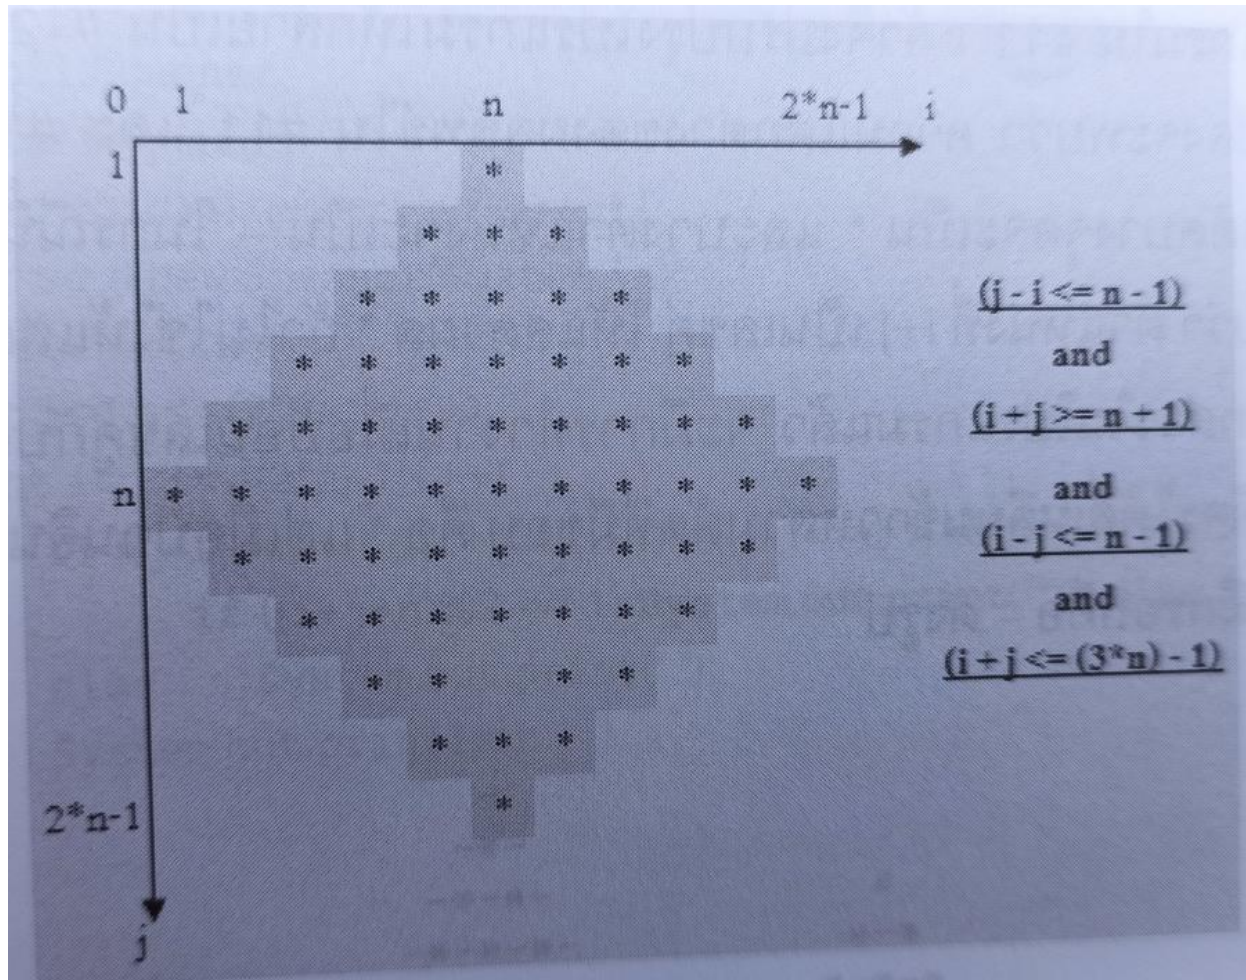 0 1 n 2*n-1 i
1
*
* * *
* * * * *
(j - i <= n - 1)
* * * * * * *
and
* * * * * * * * *
(i + j >= n + 1)
n * * * * * * * * * * *
and
* * * * * * * * *
(i - j <= n - 1)
* * * * * * *
and
* * * *
(i + j <= (3*n) - 1)
* * *
*
2*n-1
j